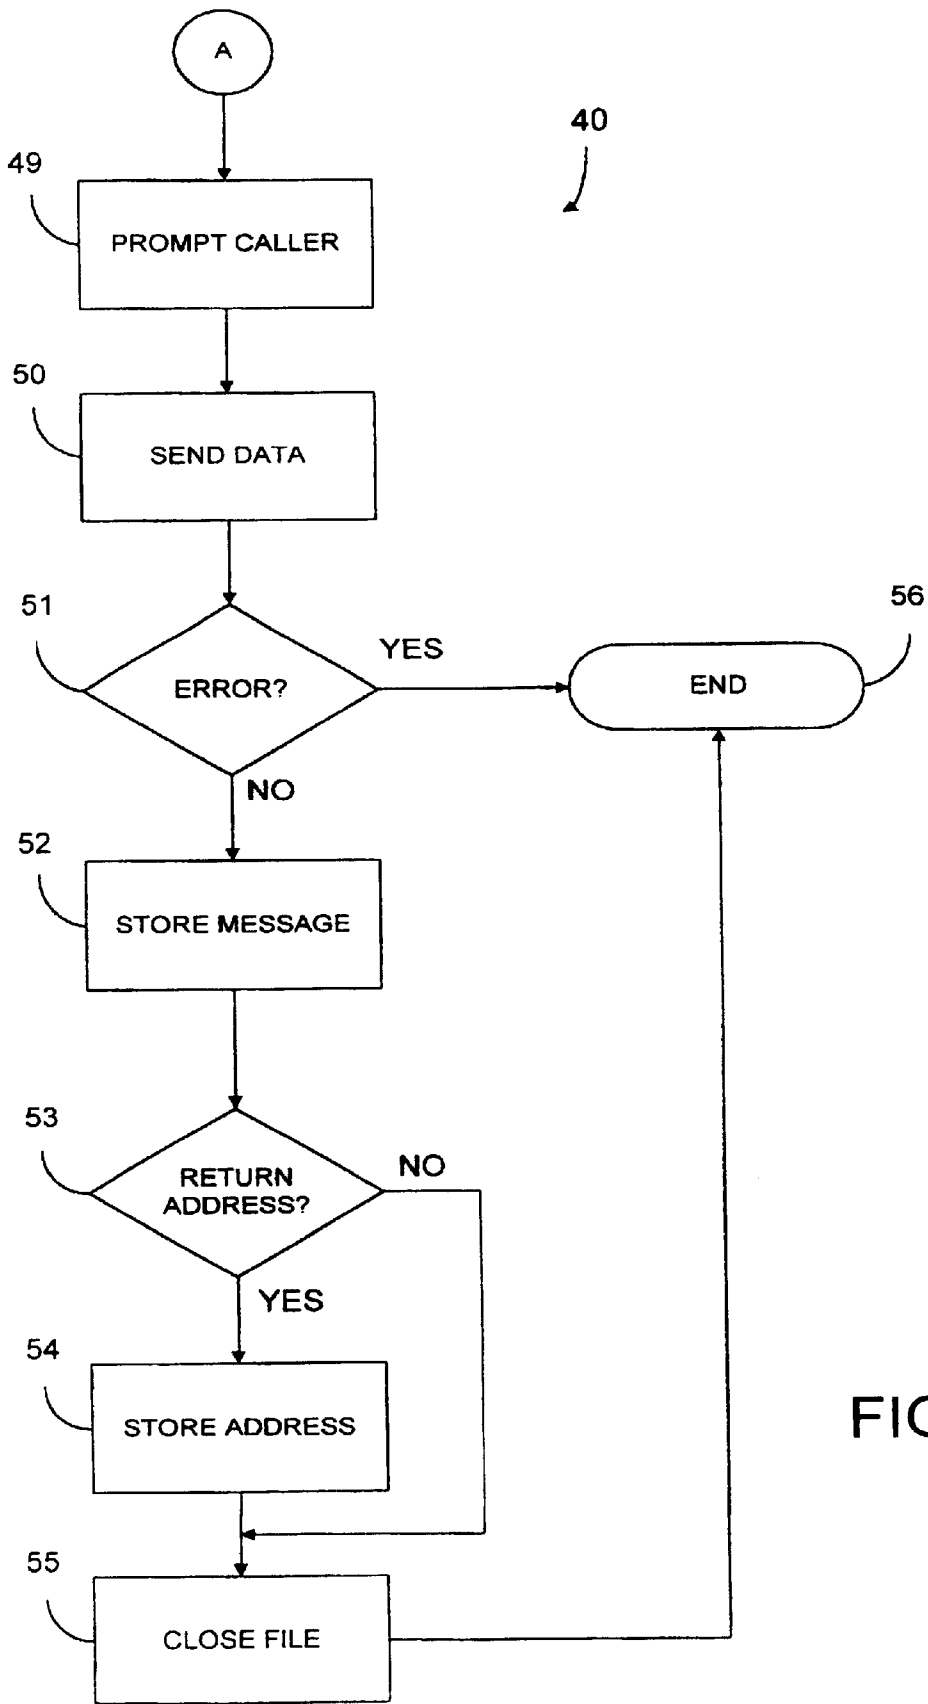 A
40
49
PROMPT CALLER
50
SEND DATA
51
ERROR?
YES
END
56
NO
52
STORE MESSAGE
53
RETURN
ADDRESS?
NO
YES
54
STORE ADDRESS
FIG
55
CLOSE FILE